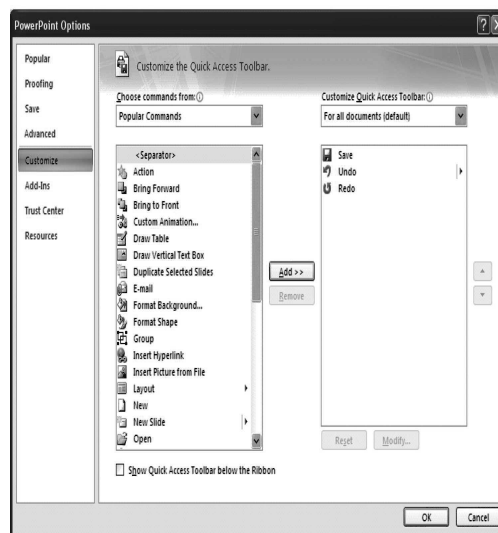 PowerPoint Options
?
X
Popular
Proofing
Save
Advanced
Customize
Add-Ins
Trust Center
Resources
Customize the Quick Access Toolbar.
Choose commands from:
Popular Commands
<Separator>
Action
Bring Forward
Bring to Front
Custom Animation...
Draw Table
Draw Vertical Text Box
Duplicate Selected Slides
E-mail
Format Background...
Format Shape
Group
Insert Hyperlink
Insert Picture from File
Layout
New
New Slide
Open
Add >>
Remove
Customize Quick Access Toolbar:
For all documents (default)
Save
Undo
Redo
Reset
Modify...
Show Quick Access Toolbar below the Ribbon
OK
Cancel